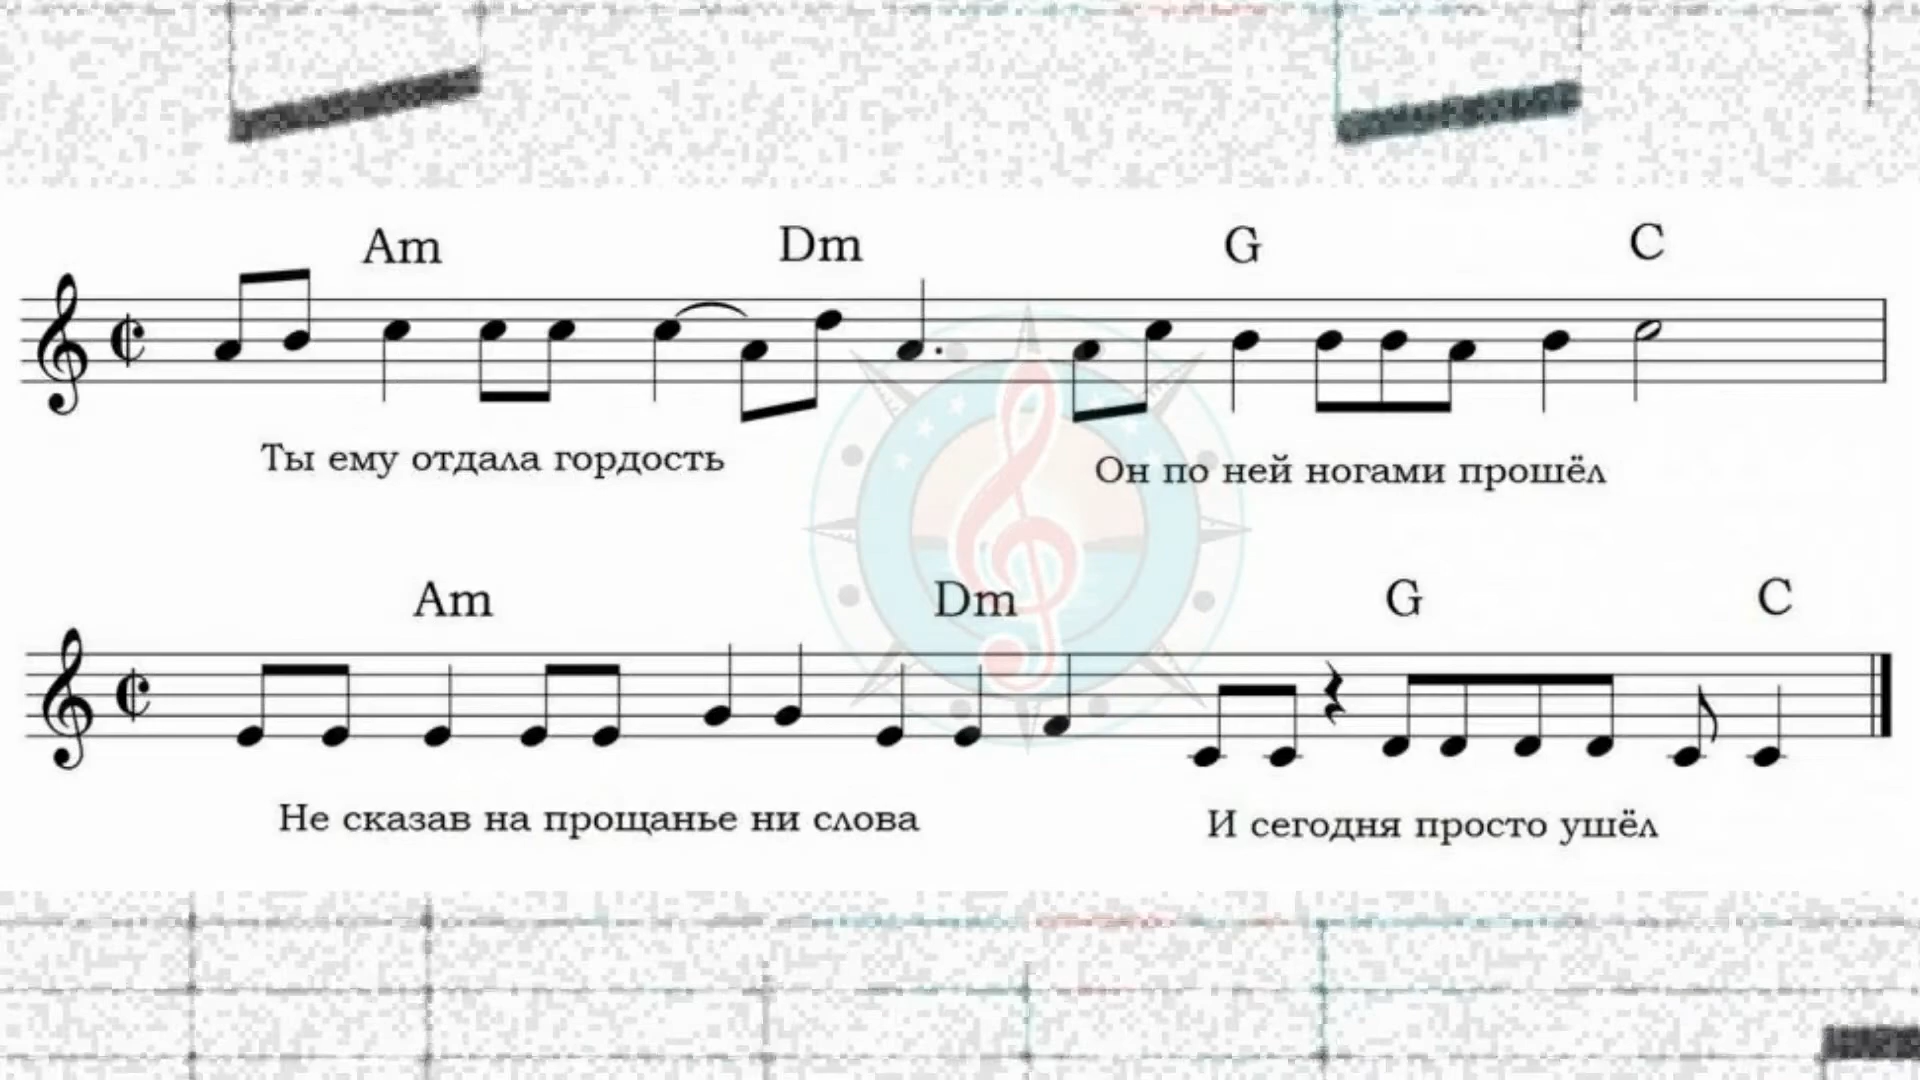 Am Dm G C
Ты ему отдала гордость Он по ней ногами прошёл
Am Dm G C
Не сказав на прощанье ни слова И сегодня просто ушёл